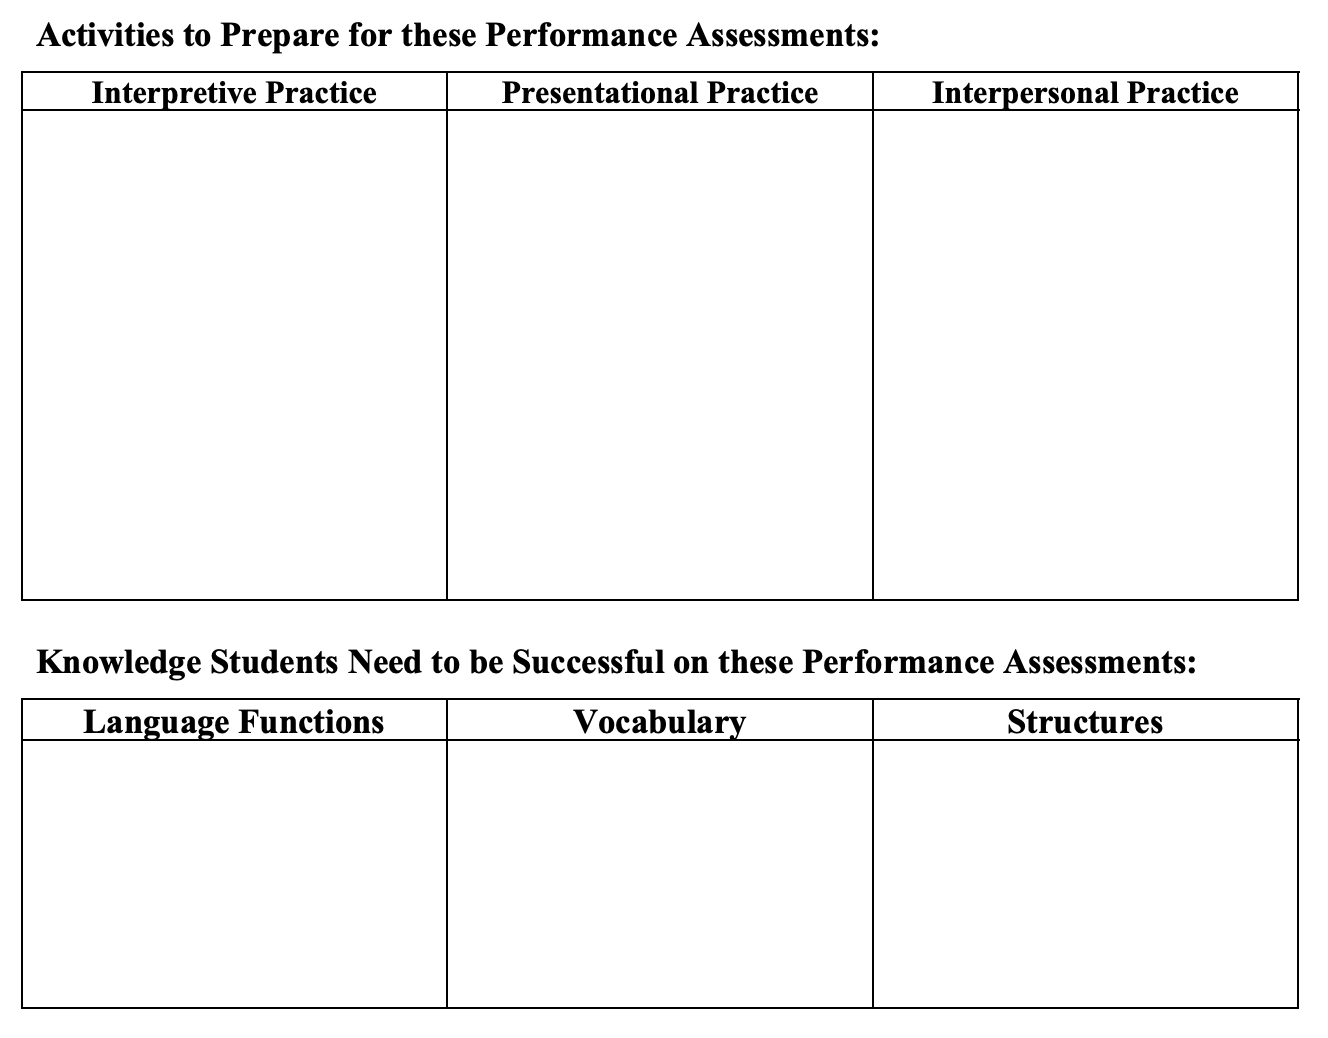 Activities to Prepare for these Performance Assessments:
Interpretive Practice
Presentational Practice
Interpersonal Practice
Knowledge Students Need to be Successful on these Performance Assessments:
Language Functions
Vocabulary
Structures